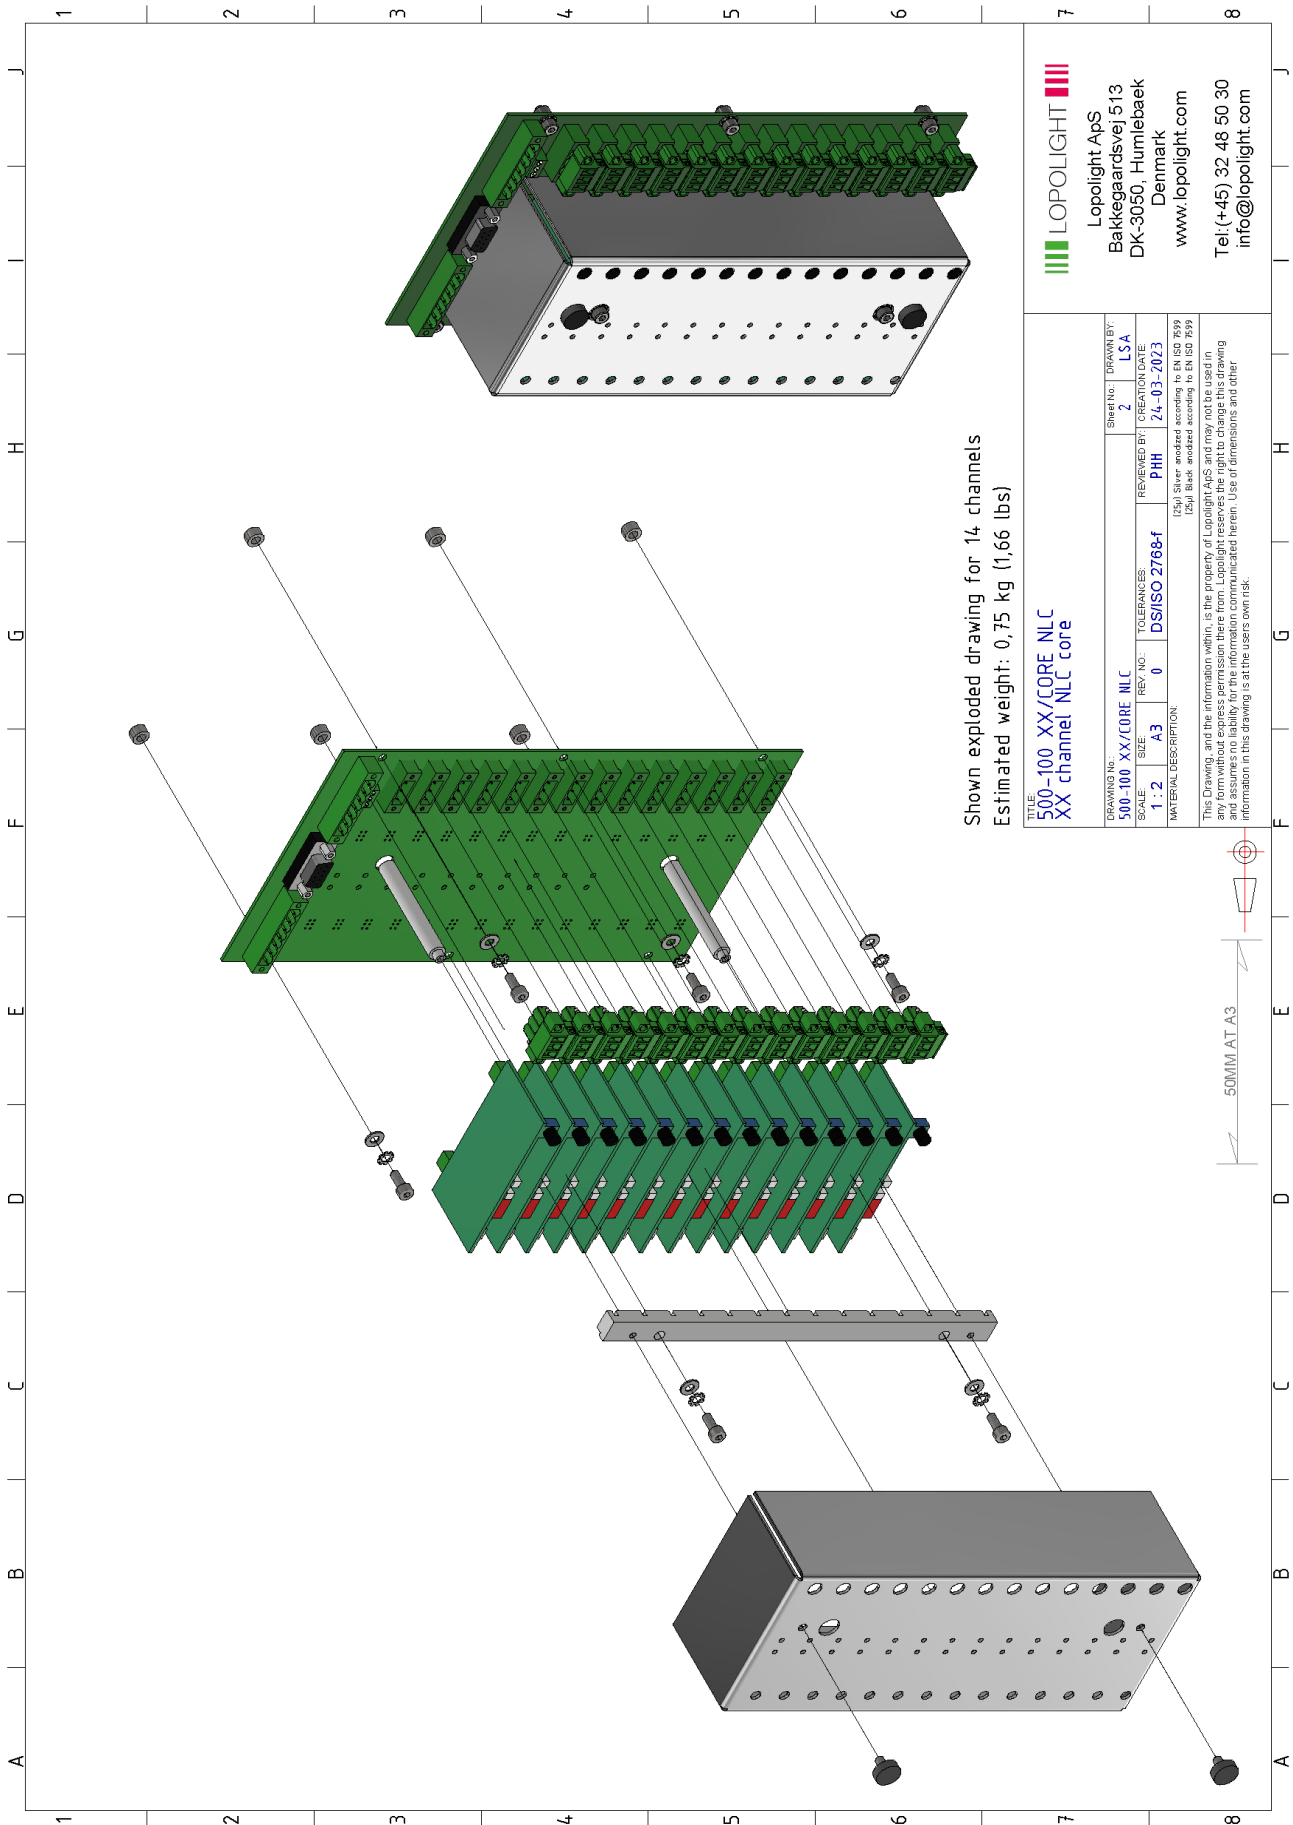 1
2
3
4
5
6
7
8
J
I
H
G
F
E
D
C
B
A
Shown exploded drawing for 14 channels
Estimated weight: 0,75 kg (1,66 lbs)
TITLE:
500-100 XX/CORE NLC
XX channel NLC core
DRAWING No.:
500-100 XX/CORE NLC
Sheet No.:
2
DRAWN BY:
LSA
SCALE:
1 : 2
SIZE:
A3
REV. NO.:
0
TOLERANCES:
DS/ISO 2768-f
REVIEWED BY:
PHH
CREATION DATE:
24-03-2023
MATERIAL DESCRIPTION:
(25µ) Silver anodized according to EN ISO 7599
(25µ) Black anodized according to EN ISO 7599
This Drawing, and the information within, is the property of Lopolight ApS and may not be used in
any form without express permission there from. Lopolight reserves the right to change this drawing
and assumes no liability for the information communicated herein. Use of dimensions and other
information in this drawing is at the users own risk.
LOPOLIGHT
Lopolight ApS
Bakkegaardsvej 513
DK-3050, Humlebaek
Denmark
www.lopolight.com
Tel:(+45) 32 48 50 30
info@lopolight.com
50MM AT A3
A
B
C
D
E
F
G
H
I
J
1
2
3
4
5
6
7
8